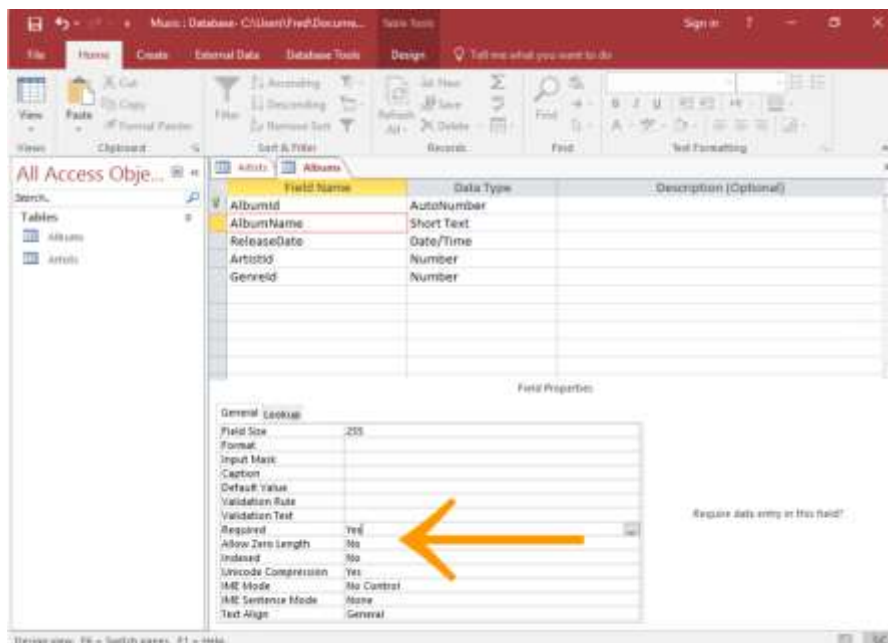 Music : Database- C:\Users\Fred\Docume... Table Tools Sign in ?
File Home Create External Data Database Tools Design Tell me what you want to do
View Paste Cut Copy Format Painter
Filter Ascending Descending Remove Sort
Refresh All New Save Delete Find
Views Clipboard Sort & Filter Records Find Text Formatting
All Access Obje...
Search...
Tables
Albums
Artists
Artists Albums
Field Name Data Type Description (Optional)
AlbumId AutoNumber
AlbumName Short Text
ReleaseDate Date/Time
ArtistId Number
GenreId Number
Field Properties
General Lookup
Field Size 255
Format
Input Mask
Caption
Default Value
Validation Rule
Validation Text
Required Yes
Allow Zero Length No
Indexed No
Unicode Compression Yes
IME Mode No Control
IME Sentence Mode None
Text Align General
Require data entry in this field?
Design view. F6 = Switch panes. F1 = Help.